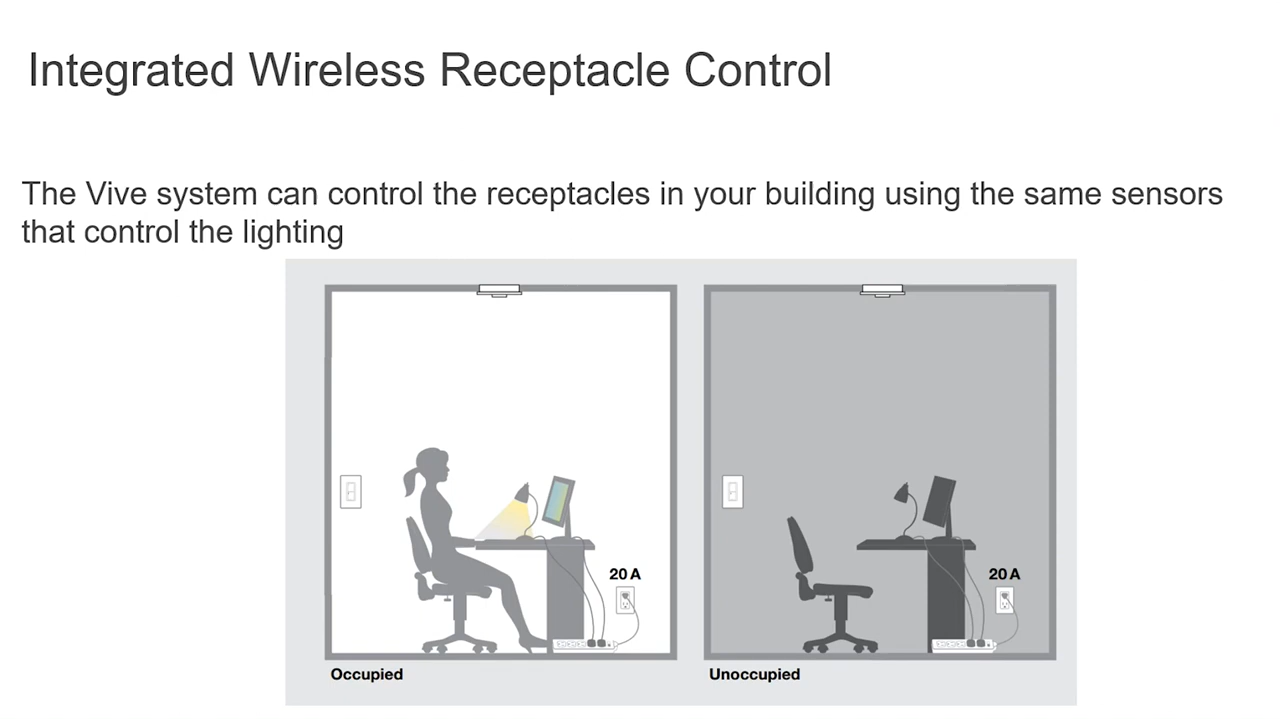 Integrated Wireless Receptacle Control
The Vive system can control the receptacles in your building using the same sensors
that control the lighting
20 A
20 A
Occupied
Unoccupied